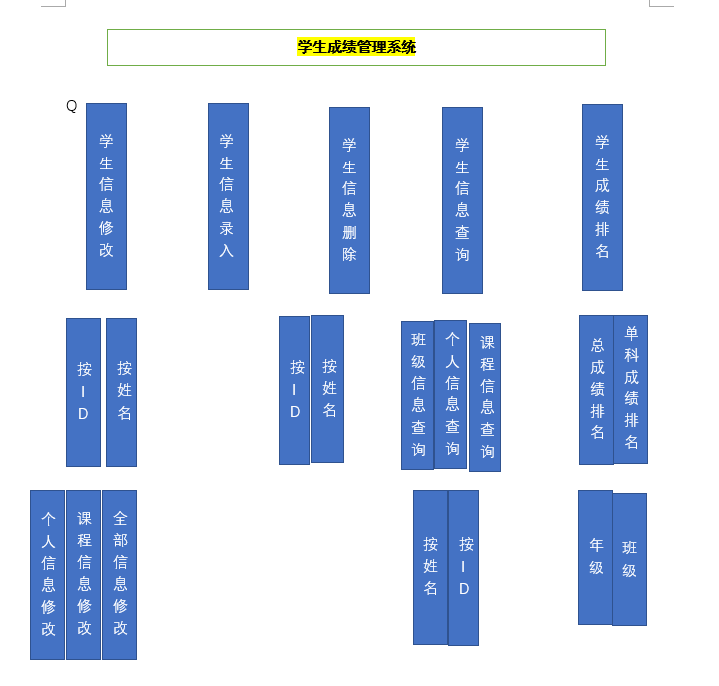 学生成绩管理系统
Q
学生信息修改
学生信息录入
学生信息删除
学生信息查询
学生成绩排名
按ID
按姓名
按ID
按姓名
班级信息查询
个人信息查询
课程信息查询
总成绩排名
单科成绩排名
个人信息修改
课程信息修改
全部信息修改
按姓名
按ID
年级
班级